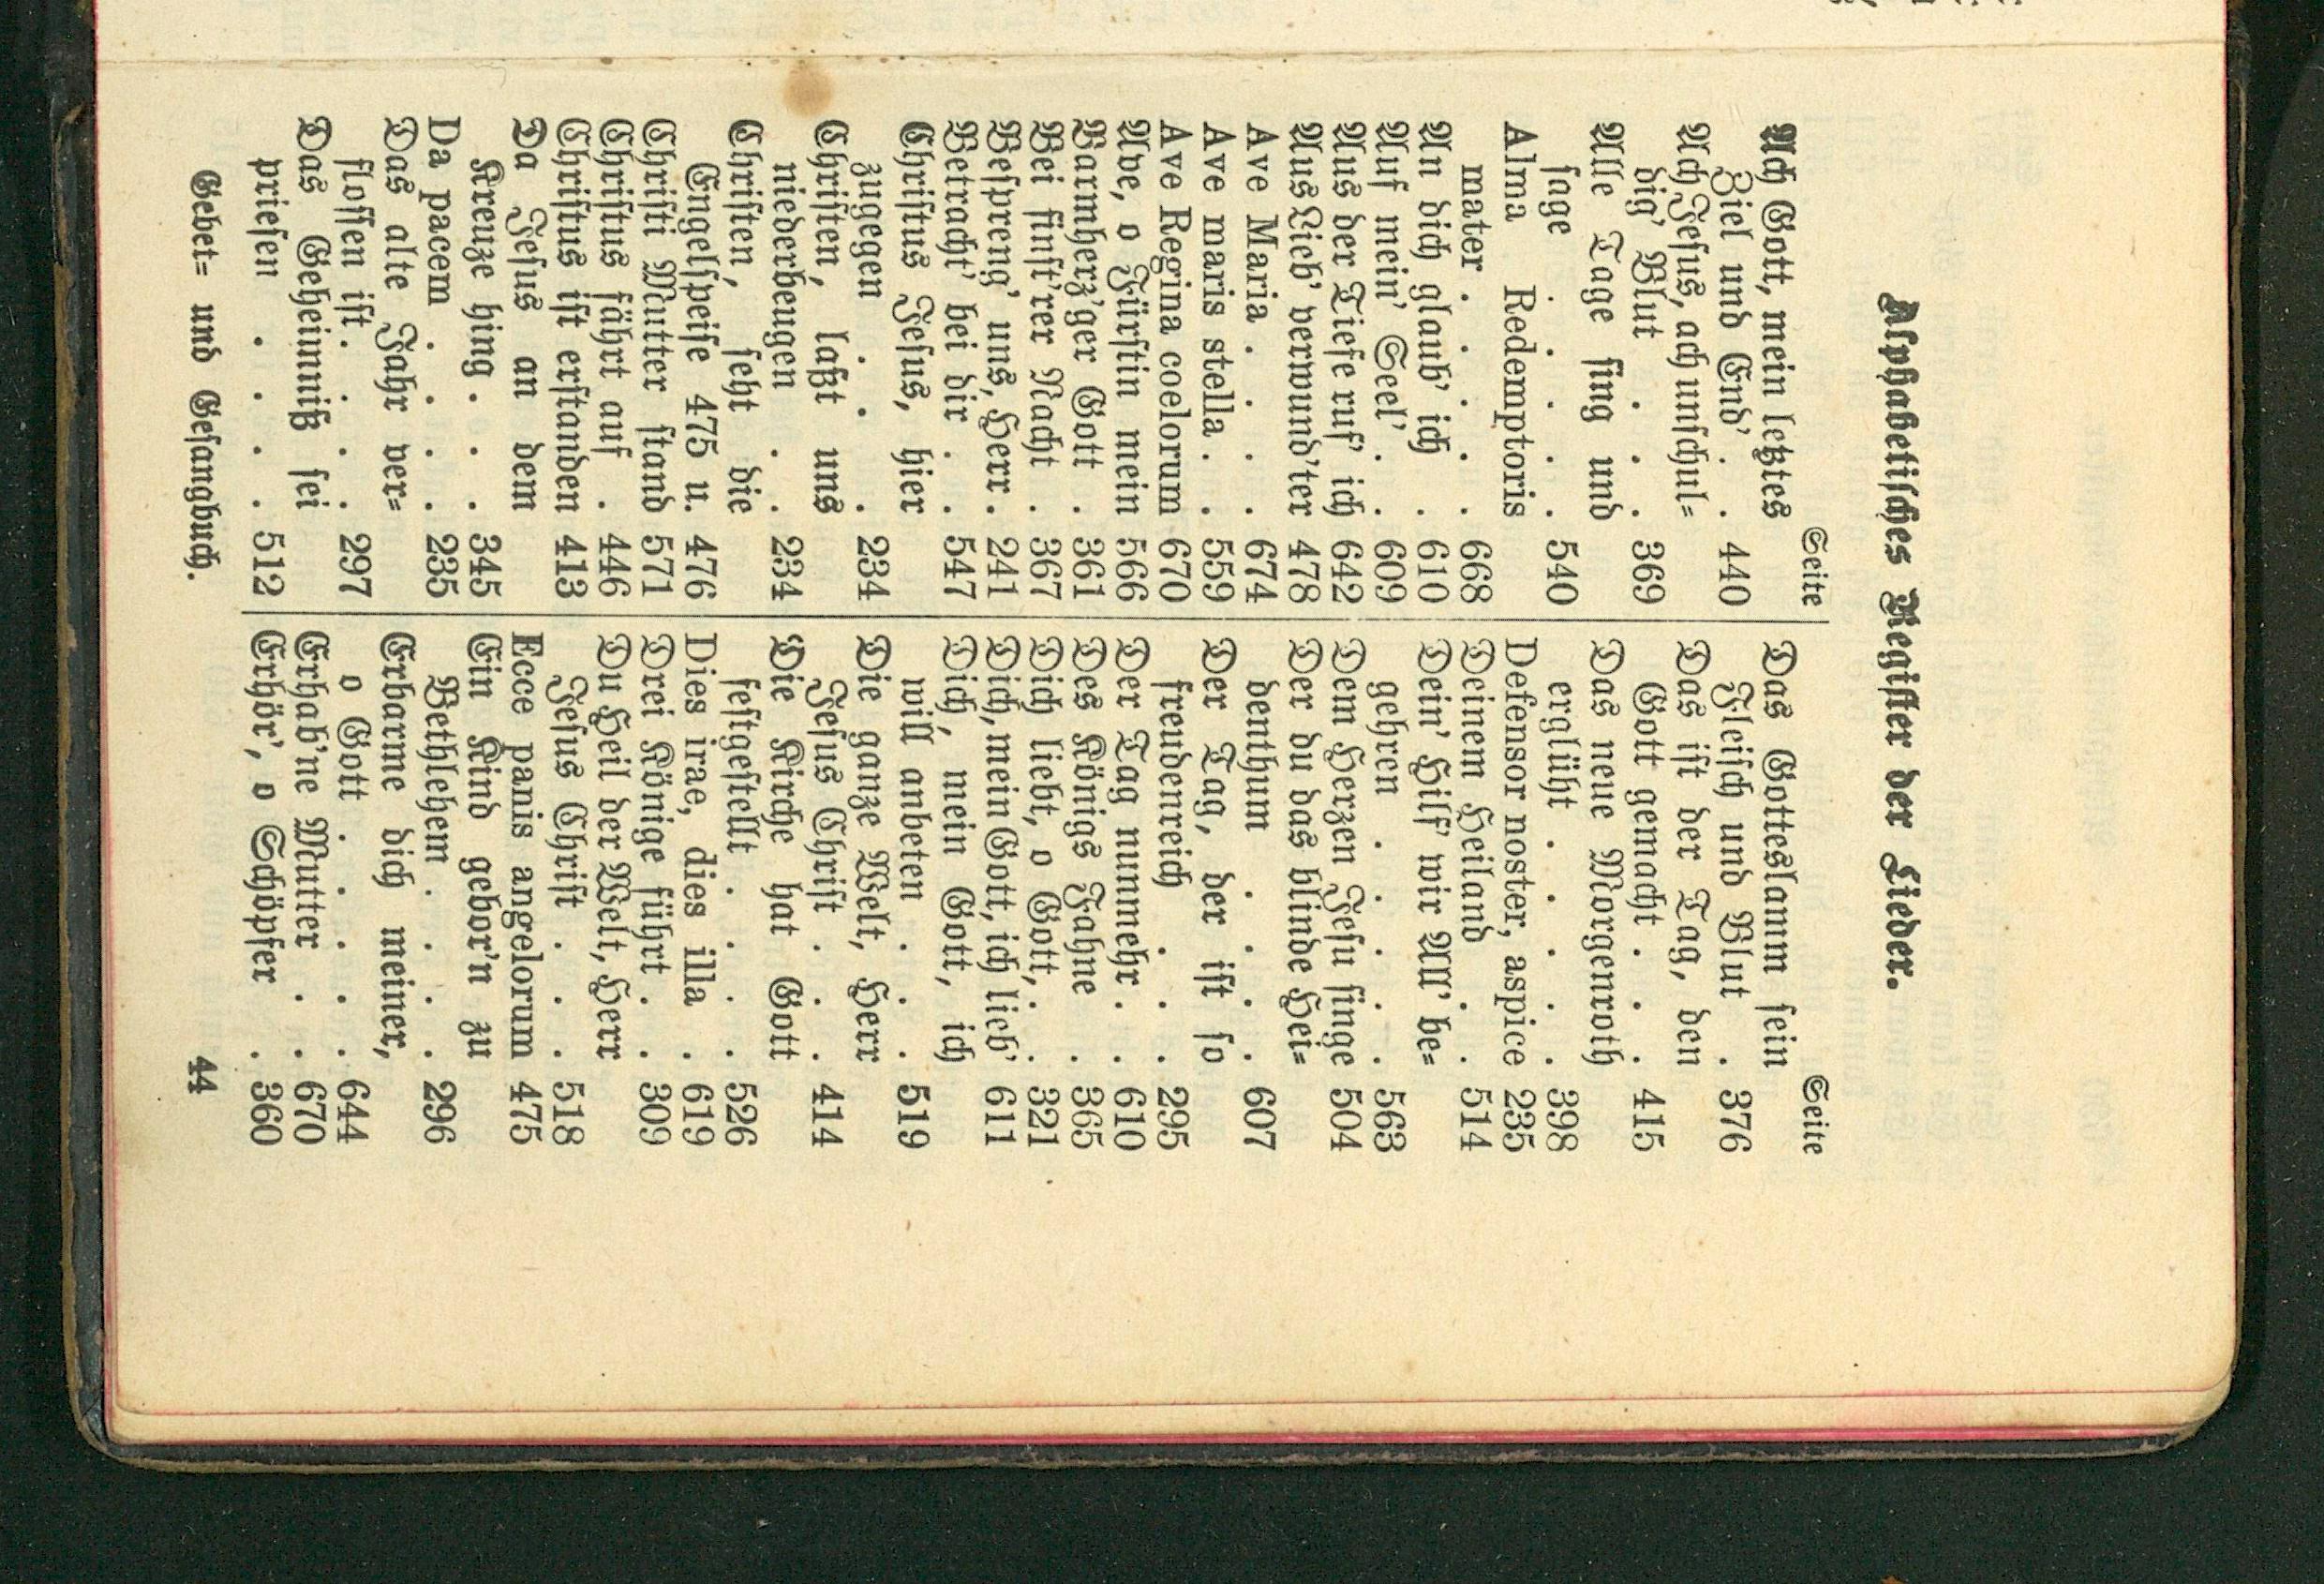 Alphabetisches Register der Lieder.
Seite
Ach Gott, mein letztes
Ziel und End' . . 440
Ach Jesus, ach unschul-
dig' Blut . . . 369
Alle Tage sing und
sage . . . . . 540
Alma Redemptoris
mater . . . . . 668
An dich glaub' ich . . 610
Auf mein' Seel' . . . 609
Aus der Tiefe ruf' ich 642
Aus Lieb' verwund'ter 478
Ave Maria . . . . 674
Ave maris stella . . 559
Ave Regina coelorum 670
Ave, o Fürstin mein 566
Barmherz'ger Gott . 361
Bei finst'rer Nacht . 367
Bespreng' uns, Herr . 241
Betracht' bei dir . . 547
Christus Jesus, hier
zugegen . . . 234
Christen, laßt uns
niederbeugen . . 234
Christen, seht die
Engelspeise 475 u. 476
Christi Mutter stand 571
Christus fährt auf . 446
Christus ist erstanden 413
Da Jesus an dem
Kreuze hing . . . 345
Da pacem . . . . 235
Das alte Jahr ver-
flossen ist . . . . 297
Das Geheimniß sei
priesen . . . . 512
Seite
Das Gotteslamm sein
Fleisch und Blut . 376
Das ist der Tag, den
Gott gemacht . . . 415
Das neue Morgenroth
erglüht . . . . . 398
Defensor noster, aspice 235
Deinem Heiland . . 514
Dein' Hilf' wir All' be-
gehren . . . . . 563
Dem Herzen Jesu singe 504
Der du das blinde Hei-
denthum . . . . 607
Der Tag, der ist so
freudenreich . . . 295
Der Tag nunmehr . . 610
Des Königs Fahne . 365
Dich liebt, o Gott, . 321
Dich, mein Gott, ich lieb' 611
Dich, mein Gott, ich
will anbeten . . . 519
Die ganze Welt, Herr
Jesus Christ . . . 414
Die Kirche hat Gott
festgestellt . . . . 526
Dies irae, dies illa . 619
Drei Könige führt . . 309
Du Heil der Welt, Herr
Jesus Christ . . . 518
Ecce panis angelorum 475
Ein Kind gebor'n zu
Bethlehem . . . . 296
Erbarme dich meiner,
o Gott . . . . . 644
Erhab'ne Mutter . . 670
Erhör', o Schöpfer . 360
Gebet- und Gesangbuch. 44